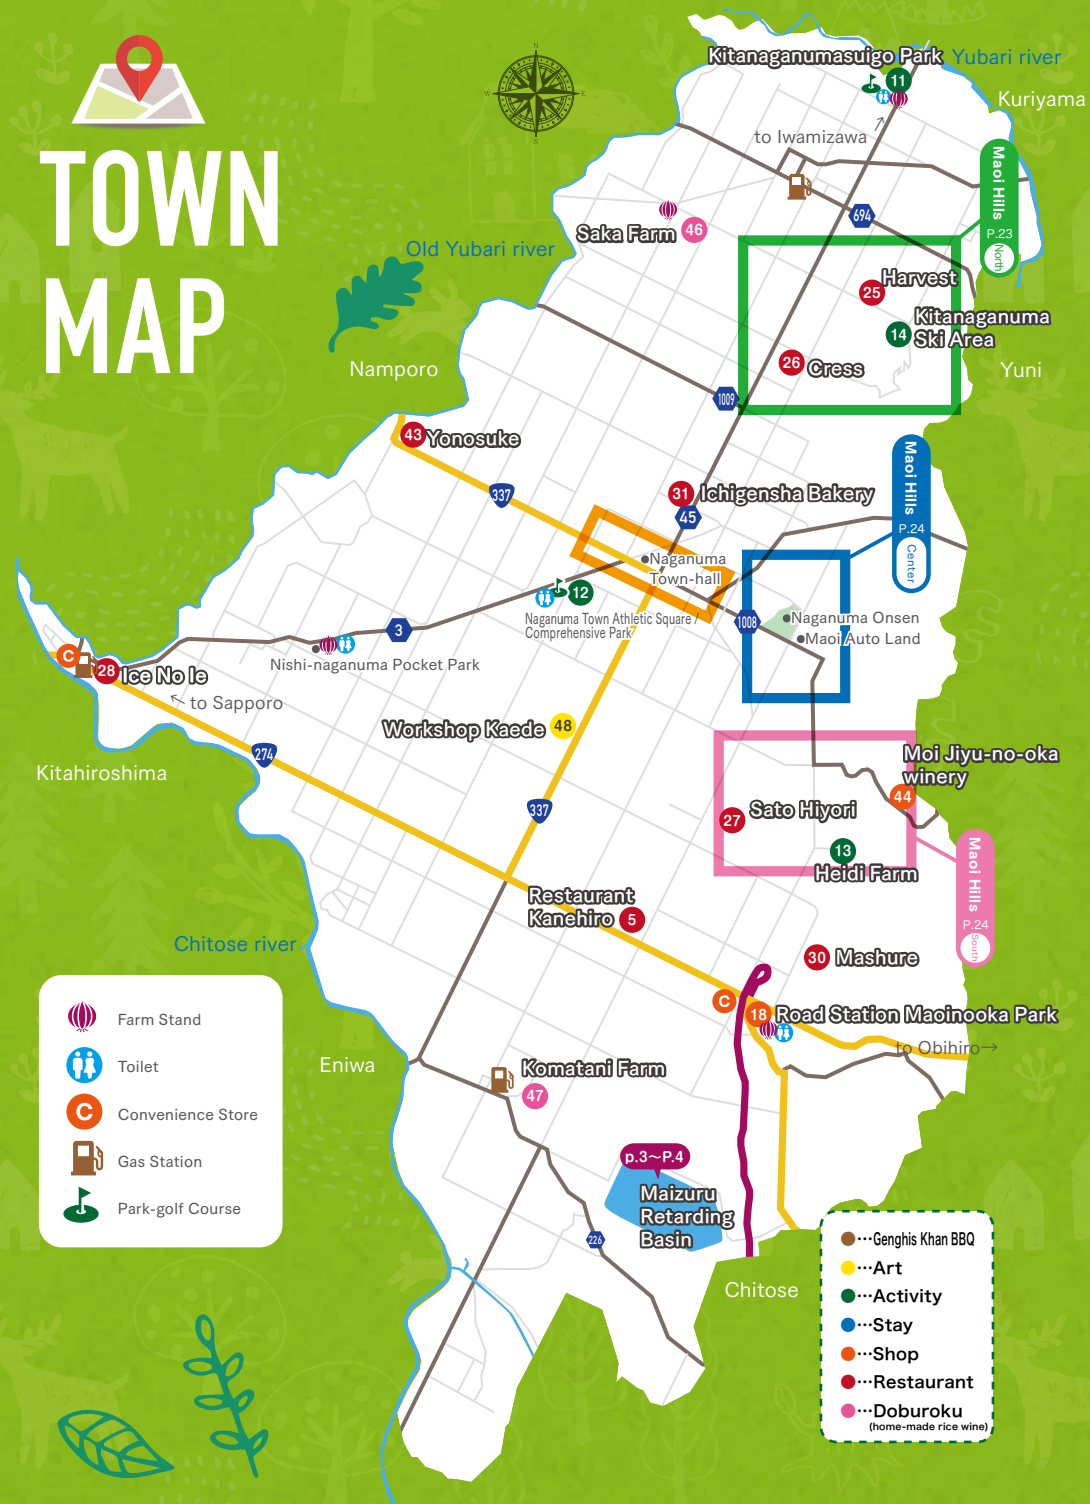 TOWN
MAP
N
W
E
S
Kitanaganumasuigo Park
Yubari river
11
Kuriyama
to Iwamizawa
Maoi Hills
P.23
North
694
Saka Farm
46
Old Yubari river
Harvest
25
Kitanaganuma
Ski Area
14
26
Cress
Namporo
Yuni
1009
43
Yonosuke
337
31
Ichigensha Bakery
45
Maoi Hills
P.24
Center
Naganuma
Town-hall
12
Naganuma Town Athletic Square /
Comprehensive Park
1008
Naganuma Onsen
Maoi Auto Land
3
Nishi-naganuma Pocket Park
C
28
Ice No Ie
← to Sapporo
Workshop Kaede
48
274
Kitahiroshima
Moi Jiyu-no-oka
winery
44
337
27
Sato Hiyori
13
Heidi Farm
Maoi Hills
P.24
South
Restaurant
Kanehiro
5
Chitose river
30
Mashure
C
18
Road Station Maoinooka Park
to Obihiro→
Eniwa
Komatani Farm
47
p.3~P.4
Maizuru
Retarding
Basin
226
Chitose
Farm Stand
Toilet
C
Convenience Store
Gas Station
Park-golf Course
●···Genghis Khan BBQ
●···Art
●···Activity
●···Stay
●···Shop
●···Restaurant
●···Doburoku
(home-made rice wine)